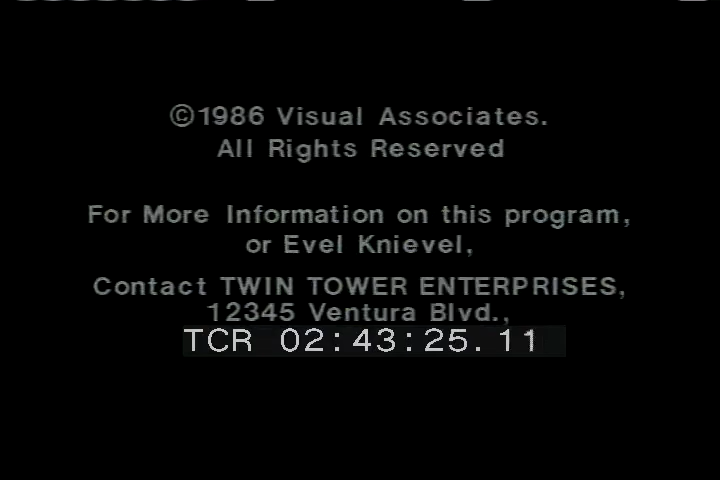 ©1986 Visual Associates.
All Rights Reserved
For More Information on this program,
or Evel Knievel,
Contact TWIN TOWER ENTERPRISES,
12345 Ventura Blvd.,
TCR 02:43:25.11